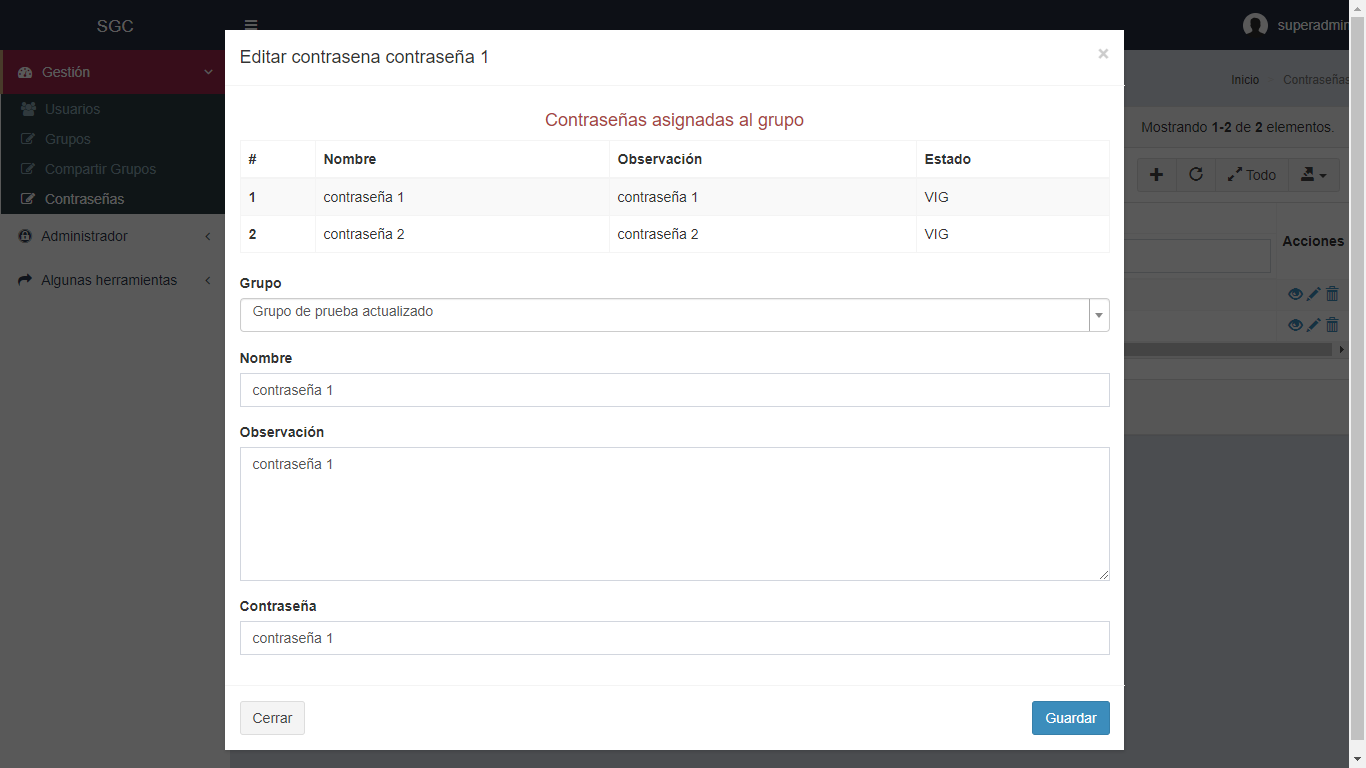 SGC
superadmin
Gestión
Usuarios
Grupos
Compartir Grupos
Contraseñas
Administrador
Algunas herramientas
Inicio
Contraseñas
Mostrando 1-2 de 2 elementos.
Todo
Acciones
Editar contrasena contraseña 1
×
Contraseñas asignadas al grupo
# Nombre Observación Estado
1 contraseña 1 contraseña 1 VIG
2 contraseña 2 contraseña 2 VIG
Grupo
Grupo de prueba actualizado
Nombre
contraseña 1
Observación
contraseña 1
Contraseña
contraseña 1
Cerrar
Guardar